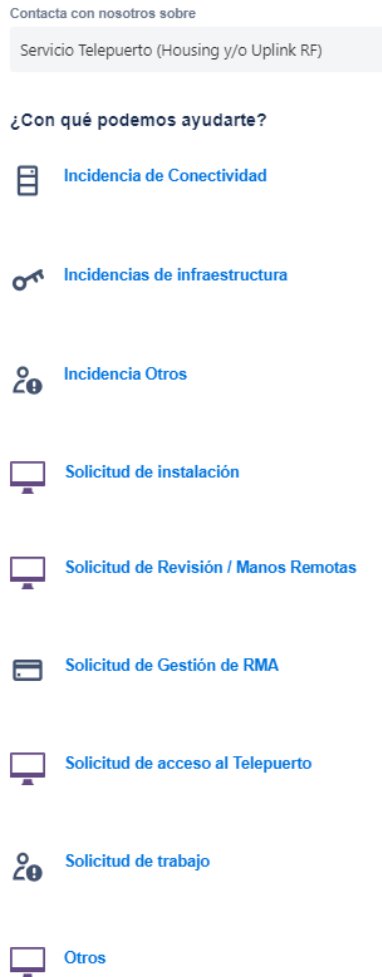 Contacta con nosotros sobre
Servicio Telepuerto (Housing y/o Uplink RF)
¿Con qué podemos ayudarte?
Incidencia de Conectividad
Incidencias de infraestructura
Incidencia Otros
Solicitud de instalación
Solicitud de Revisión / Manos Remotas
Solicitud de Gestión de RMA
Solicitud de acceso al Telepuerto
Solicitud de trabajo
Otros